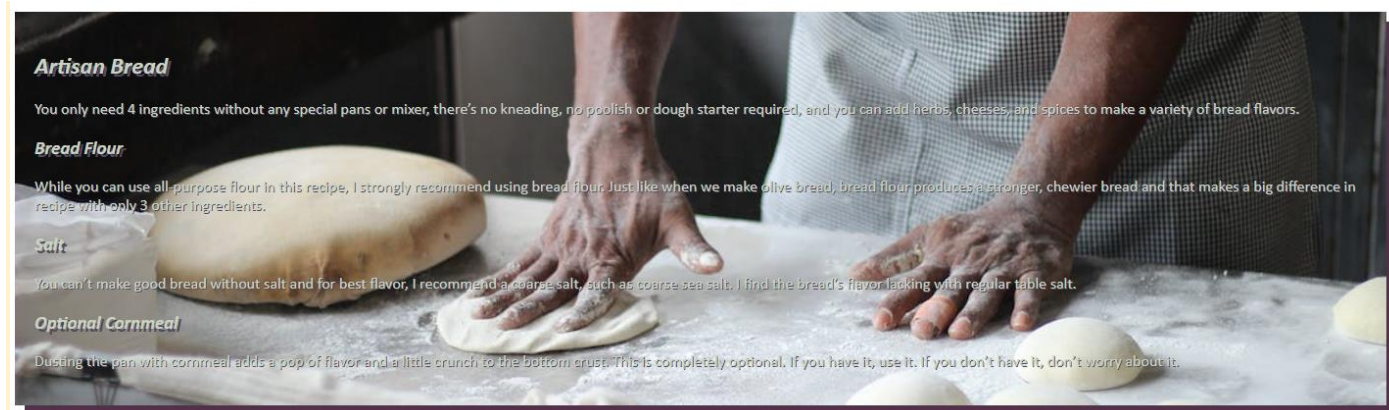 Artisan Bread
You only need 4 ingredients without any special pans or mixer, there’s no kneading, no poolish or dough starter required, and you can add herbs, cheeses, and spices to make a variety of bread flavors.
Bread Flour
While you can use all-purpose flour in this recipe, I strongly recommend using bread flour. Just like when we make olive bread, bread flour produces a stronger, chewier bread and that makes a big difference in
recipe with only 3 other ingredients.
Salt
You can’t make good bread without salt and for best flavor, I recommend a coarse salt, such as coarse sea salt. I find the bread’s flavor lacking with regular table salt.
Optional Cornmeal
Dusting the pan with cornmeal adds a pop of flavor and a little crunch to the bottom crust. This is completely optional. If you have it, use it. If you don’t have it, don’t worry about it.